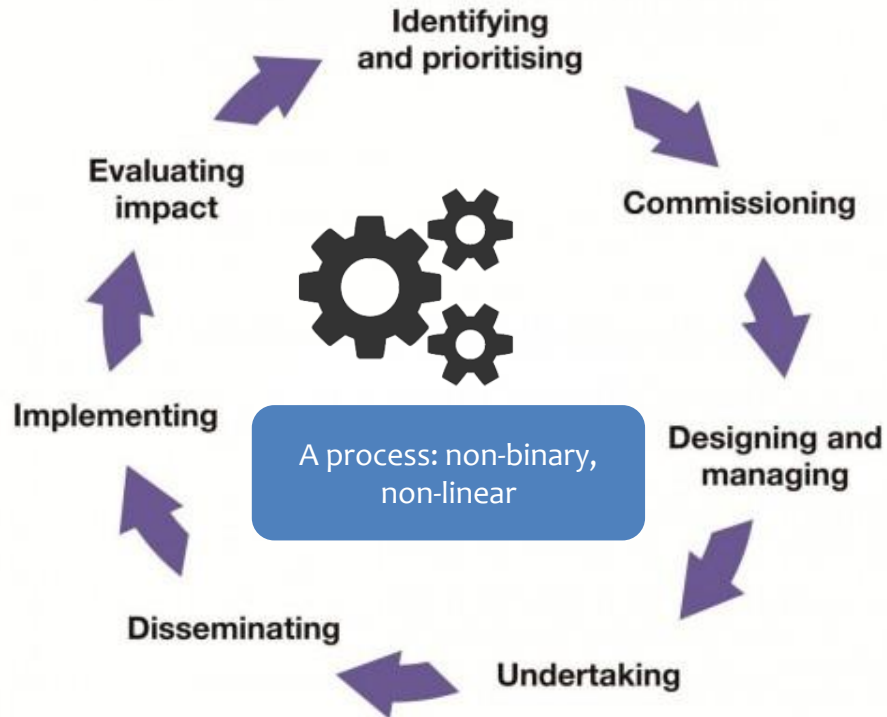 Identifying
and prioritising
Commissioning
Designing and
managing
Undertaking
Disseminating
Implementing
Evaluating
impact
A process: non-binary,
non-linear